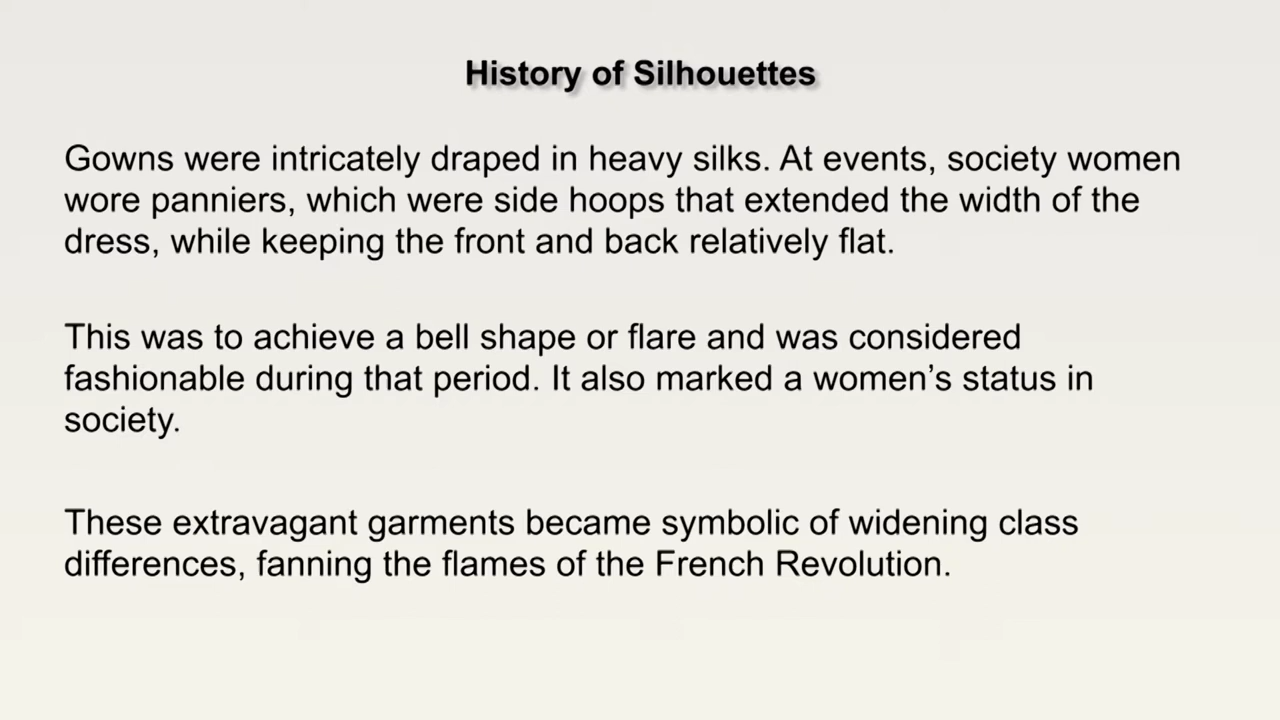 History of Silhouettes
Gowns were intricately draped in heavy silks. At events, society women
wore panniers, which were side hoops that extended the width of the
dress, while keeping the front and back relatively flat.
This was to achieve a bell shape or flare and was considered
fashionable during that period. It also marked a women’s status in
society.
These extravagant garments became symbolic of widening class
differences, fanning the flames of the French Revolution.